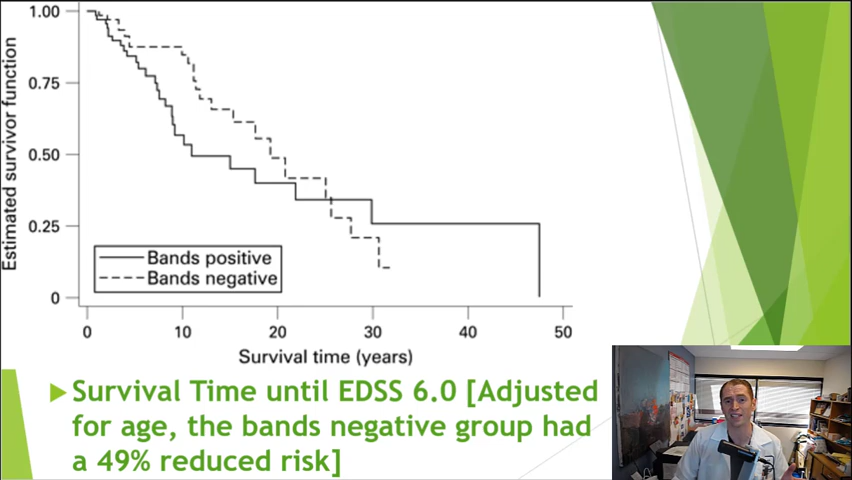 1.00
0.75
0.50
0.25
0
Estimated survivor function
Bands positive
Bands negative
0 10 20 30 40 50
Survival time (years)
Survival Time until EDSS 6.0 [Adjusted
for age, the bands negative group had
a 49% reduced risk]